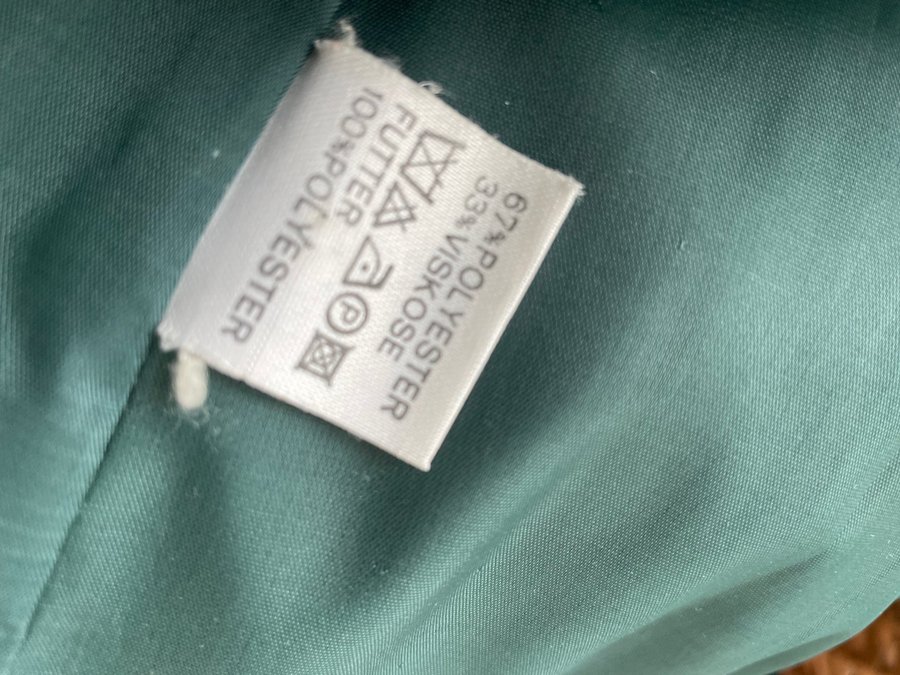 67%POLYESTER
33%VISKOSE
P
FUTTER
100%POLYESTER